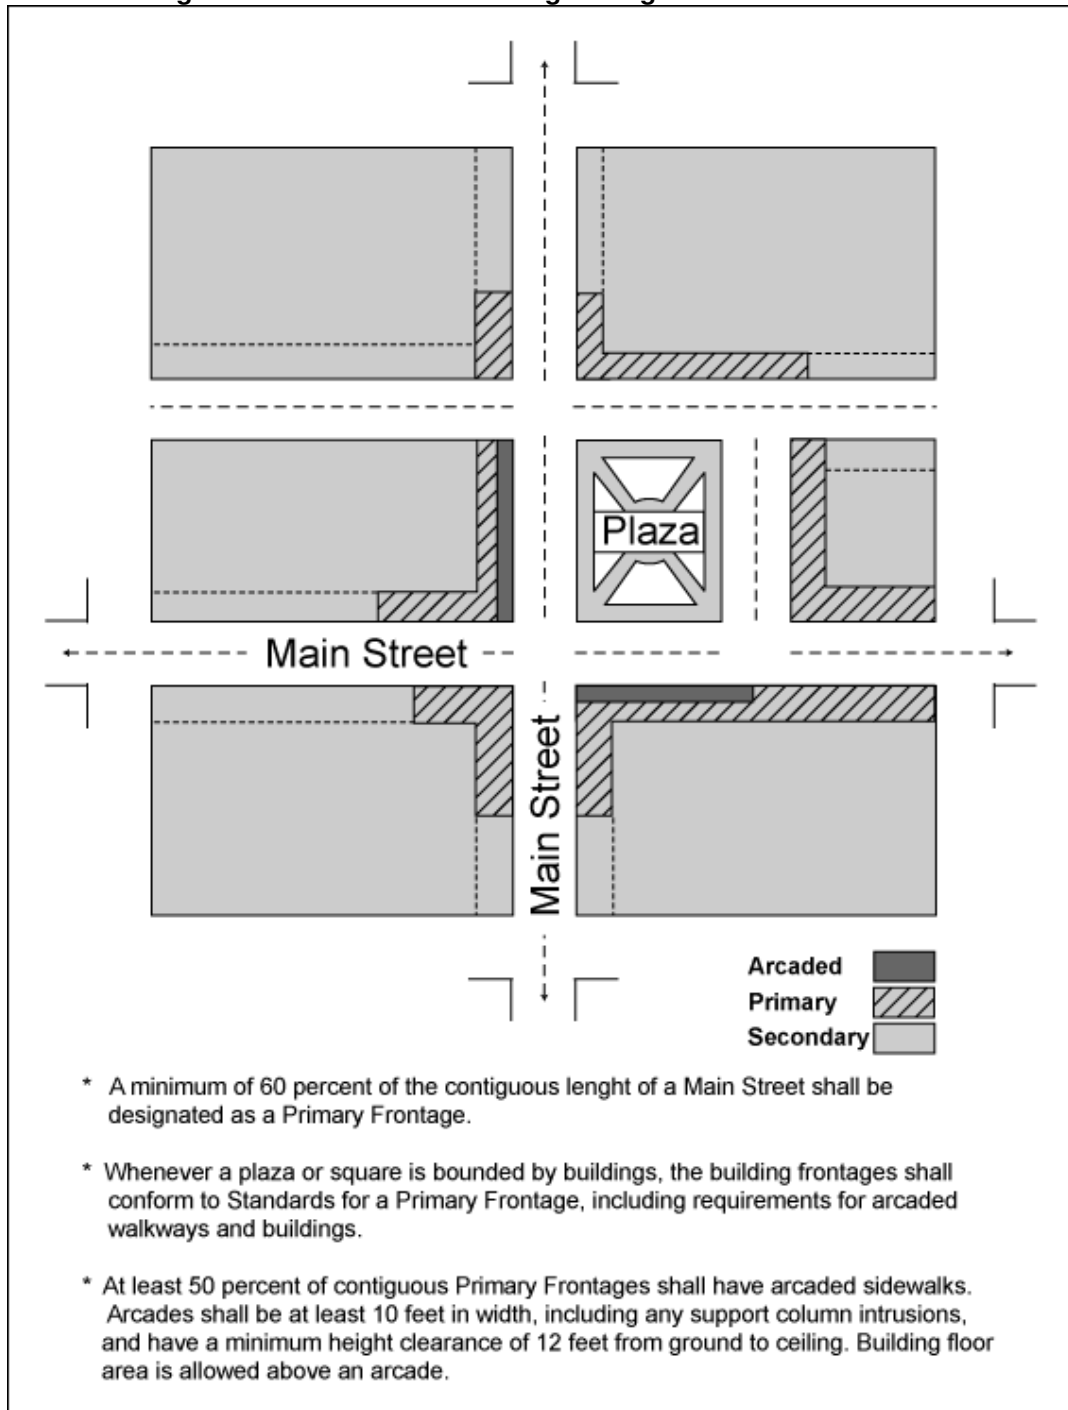 Plaza
Main Street
Main Street
Arcaded
Primary
Secondary
* A minimum of 60 percent of the contiguous lenght of a Main Street shall be
designated as a Primary Frontage.
* Whenever a plaza or square is bounded by buildings, the building frontages shall
conform to Standards for a Primary Frontage, including requirements for arcaded
walkways and buildings.
* At least 50 percent of contiguous Primary Frontages shall have arcaded sidewalks.
Arcades shall be at least 10 feet in width, including any support column intrusions,
and have a minimum height clearance of 12 feet from ground to ceiling. Building floor
area is allowed above an arcade.